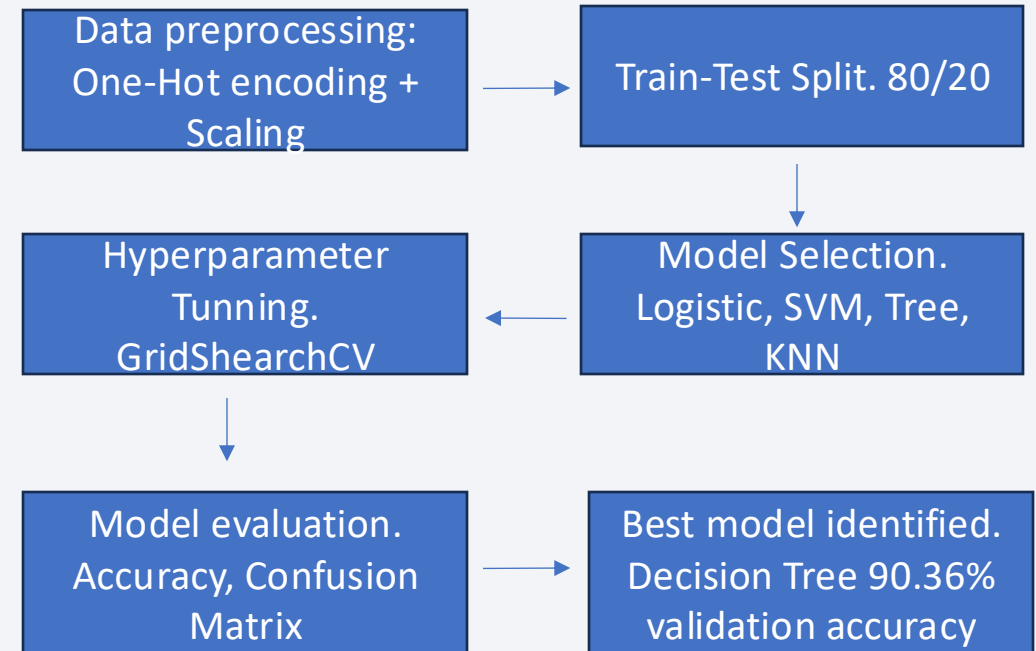 Data preprocessing:
One-Hot encoding +
Scaling
Train-Test Split. 80/20
Model Selection.
Logistic, SVM, Tree,
KNN
Hyperparameter
Tunning.
GridShearchCV
Model evaluation.
Accuracy, Confusion
Matrix
Best model identified.
Decision Tree 90.36%
validation accuracy